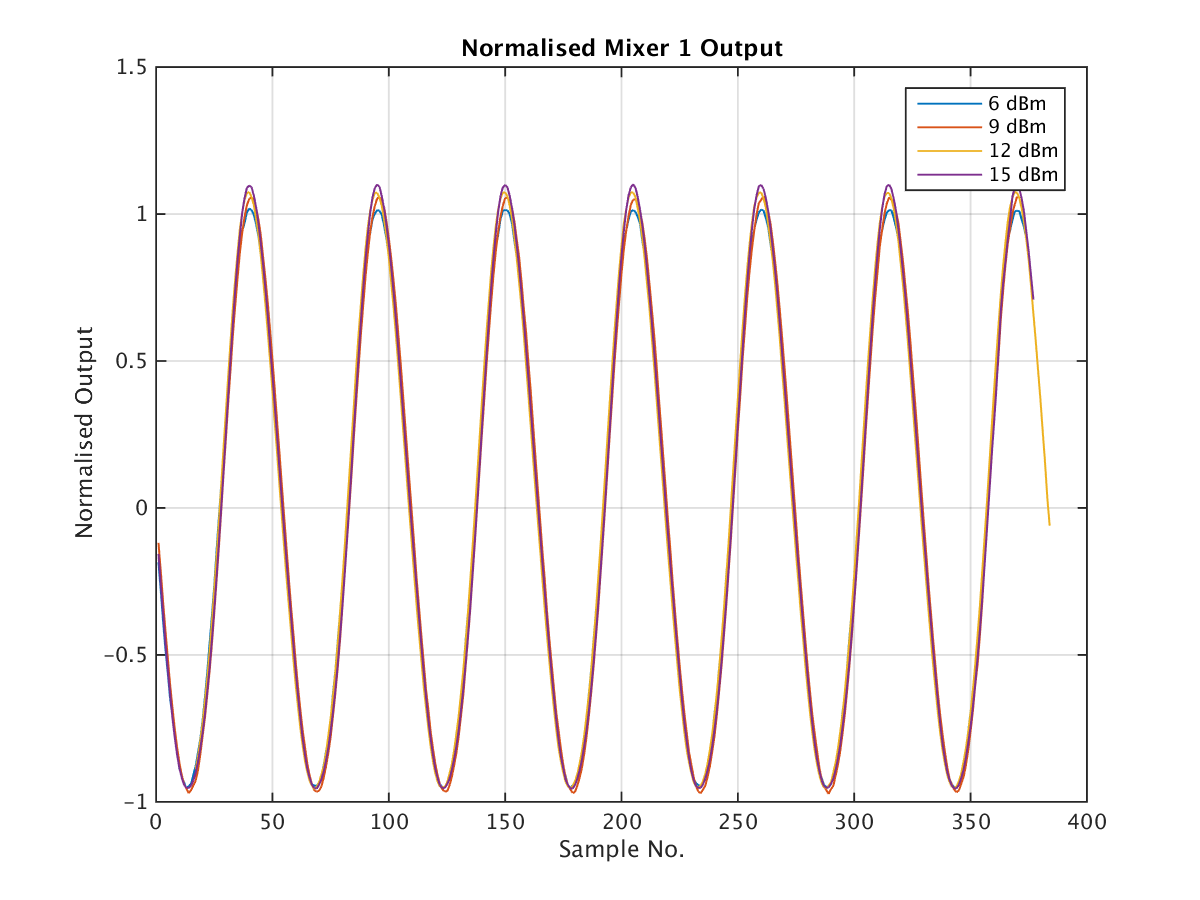 Normalised Mixer 1 Output
1.5
1
0.5
0
−0.5
−1
Normalised Output
6 dBm
9 dBm
12 dBm
15 dBm
0 50 100 150 200 250 300 350 400
Sample No.